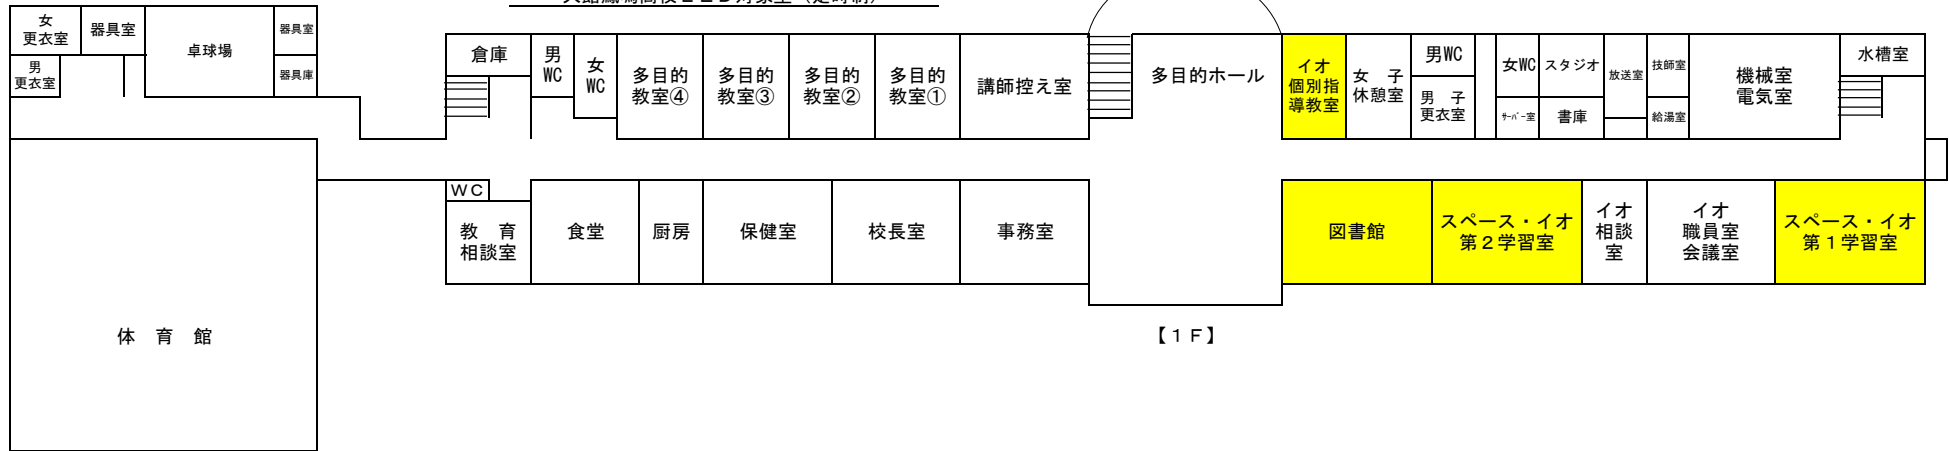 女
更衣室
器具室
卓球場
器具室
器具庫
男
更衣室
倉庫
男
WC
女
WC
多目的
教室④
多目的
教室③
多目的
教室②
多目的
教室①
講師控え室
多目的ホール
イオ
個別指
導教室
女 子
休憩室
男WC
男 子
更衣室
女WC
スタジオ
放送室
技師室
機械室
電気室
水槽室
サーバー室
書庫
給湯室
WC
教 育
相談室
食堂
厨房
保健室
校長室
事務室
図書館
スペース・イオ
第2学習室
イオ
相談
室
イオ
職員室
会議室
スペース・イオ
第1学習室
体 育 館
【1F】